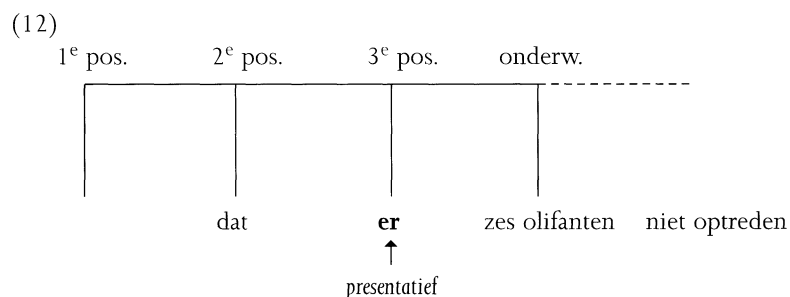 (12)
1e pos. 2e pos. 3e pos. onderw.
dat er zes olifanten niet optreden
presentatief